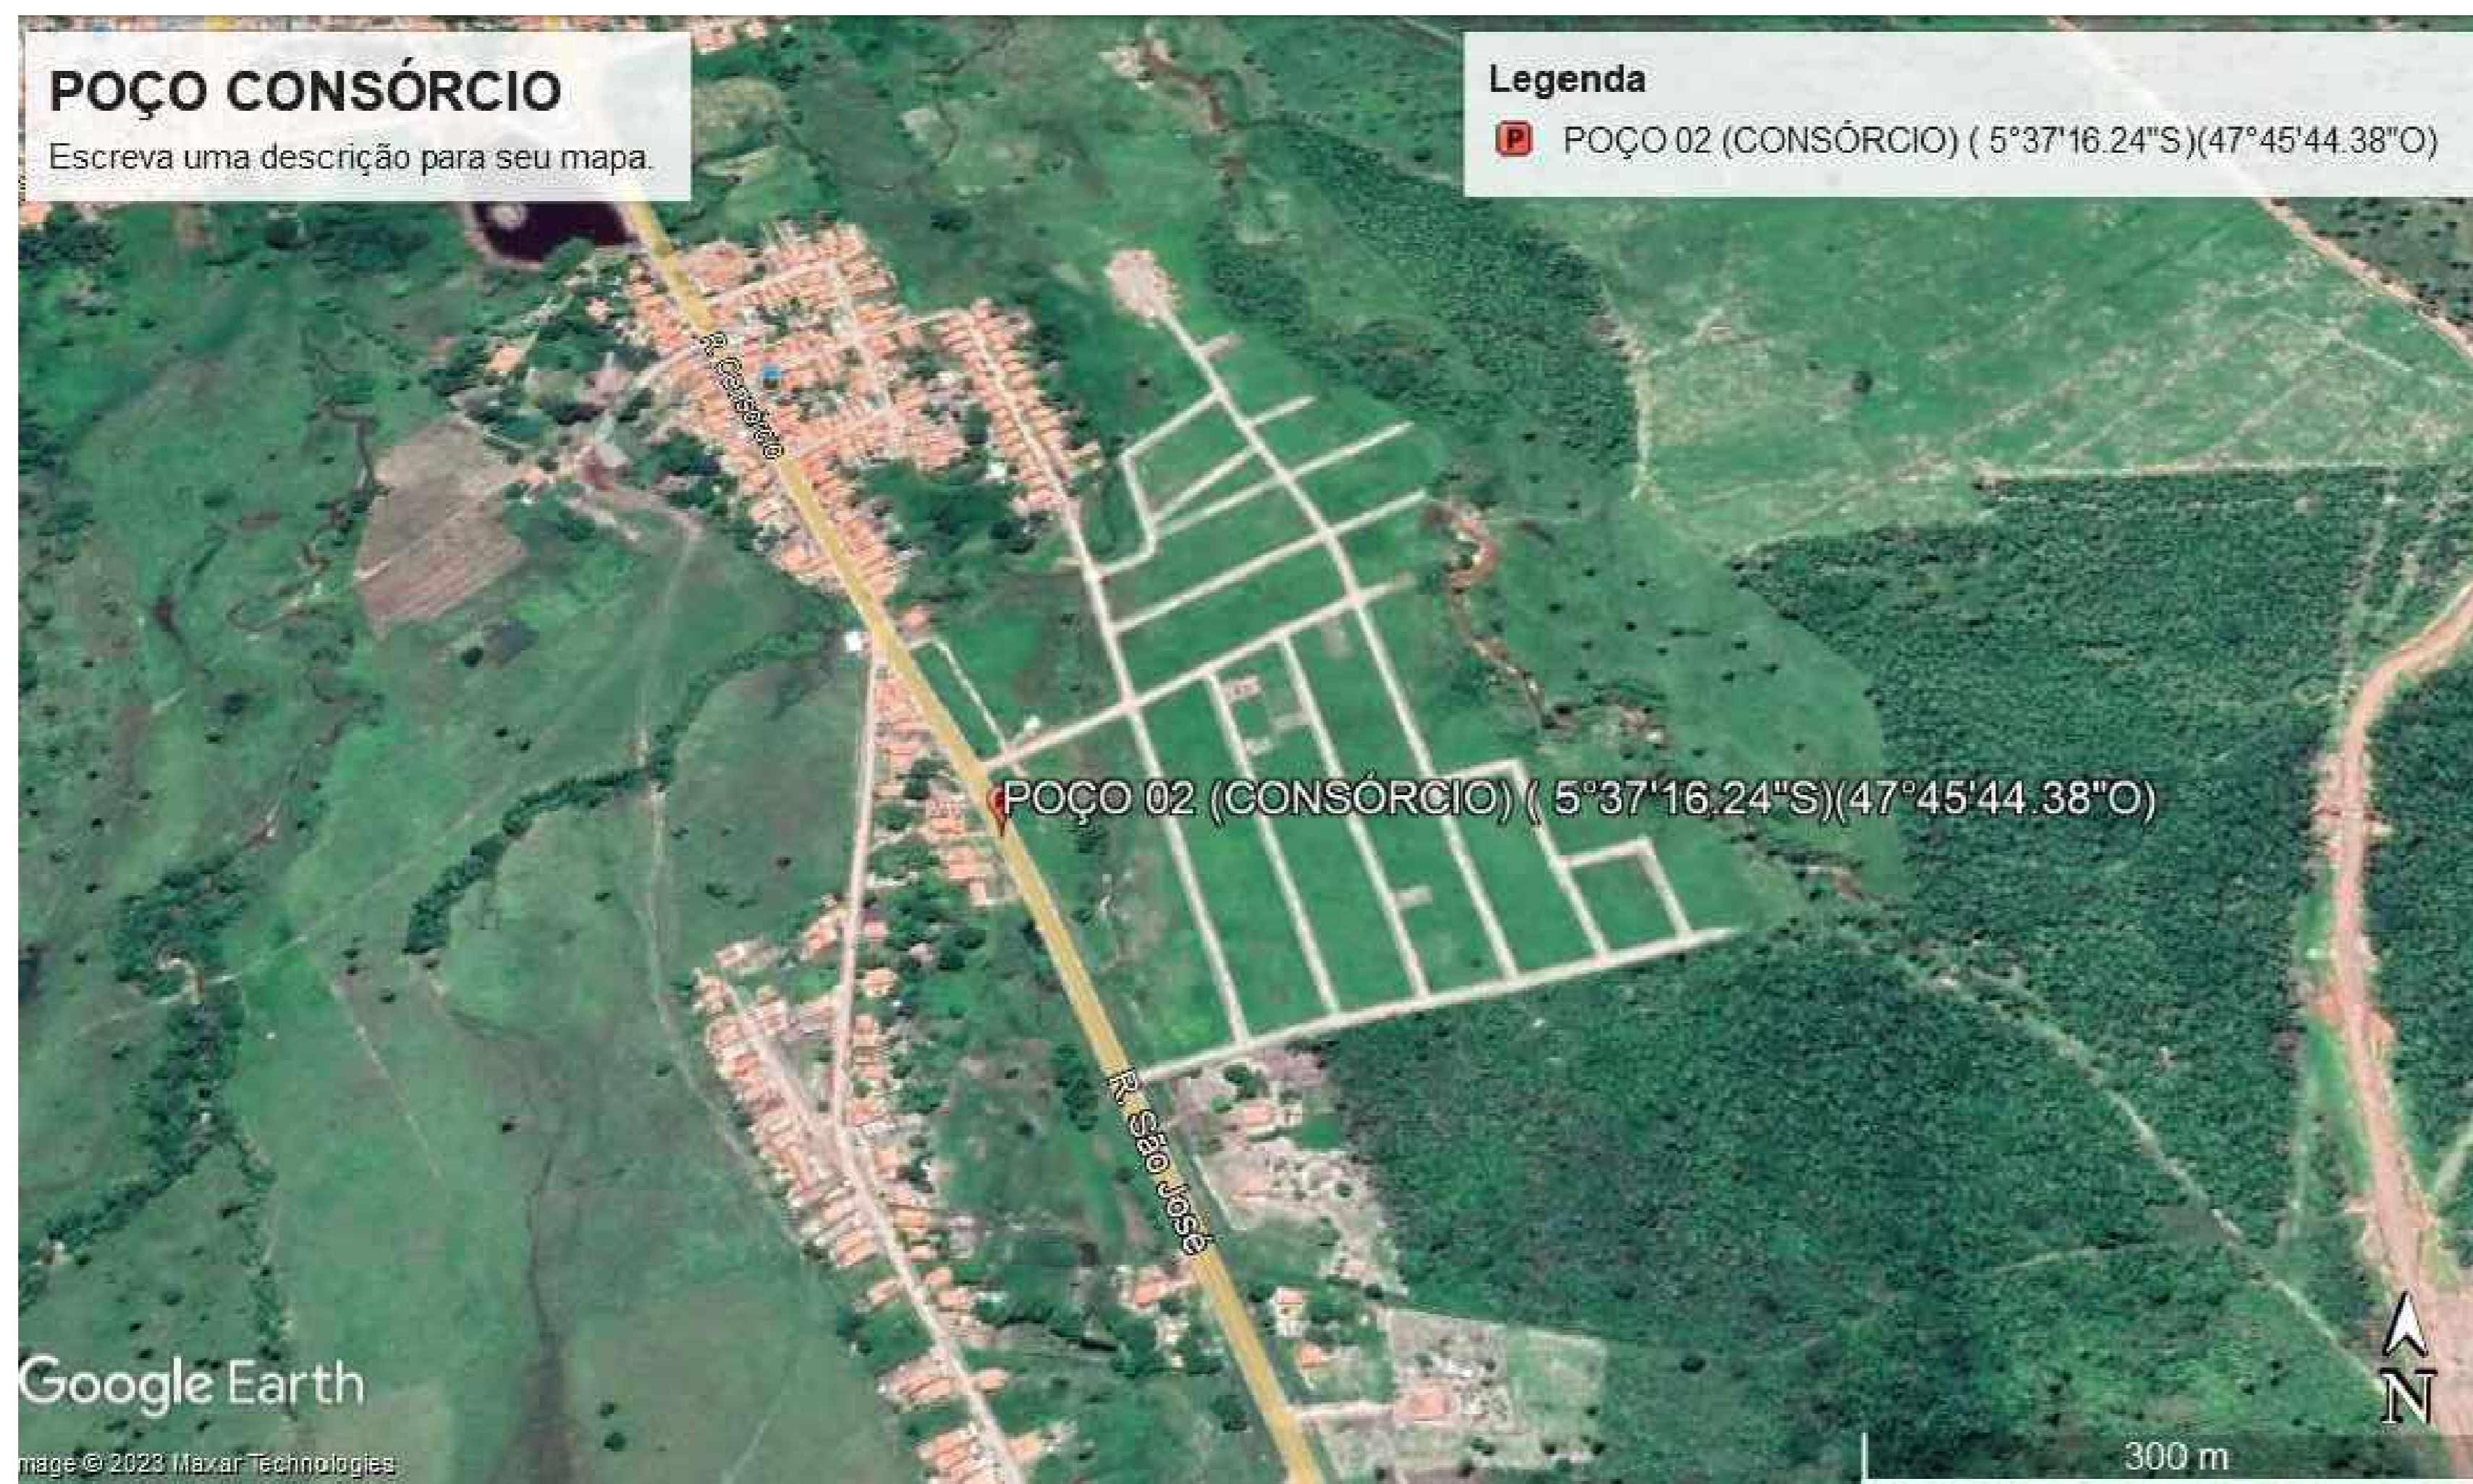 POÇO CONSÓRCIO
Escreva uma descrição para seu mapa.
Legenda
P POÇO 02 (CONSÓRCIO) ( 5°37'16.24"S)(47°45'44.38"O)
R. Consórcio
POÇO 02 (CONSÓRCIO) ( 5°37'16.24"S)(47°45'44.38"O)
R. São José
Google Earth
mage © 2023 Maxar Technologies
N
300 m